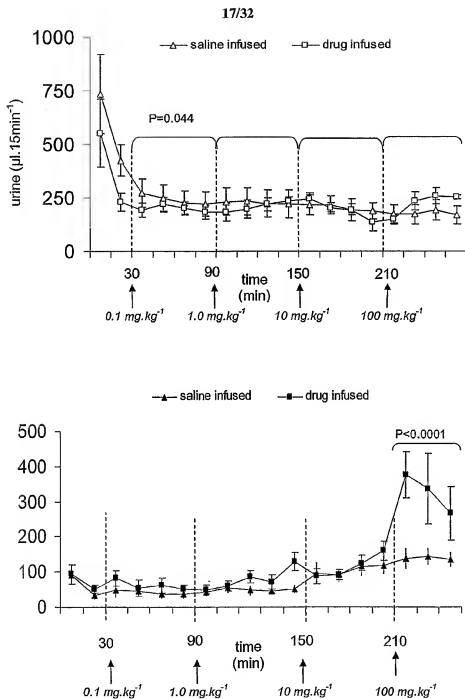 17/32
1000
saline infused
drug infused
750
P=0.044
500
250
0
urine (µl.15min⁻¹)
30
90
time
(min)
150
210
0.1 mg.kg⁻¹
1.0 mg.kg⁻¹
10 mg.kg⁻¹
100 mg.kg⁻¹
saline infused
drug infused
P<0.0001
500
400
300
200
100
0
30
90
time
(min)
150
210
0.1 mg.kg⁻¹
1.0 mg.kg⁻¹
10 mg.kg⁻¹
100 mg.kg⁻¹